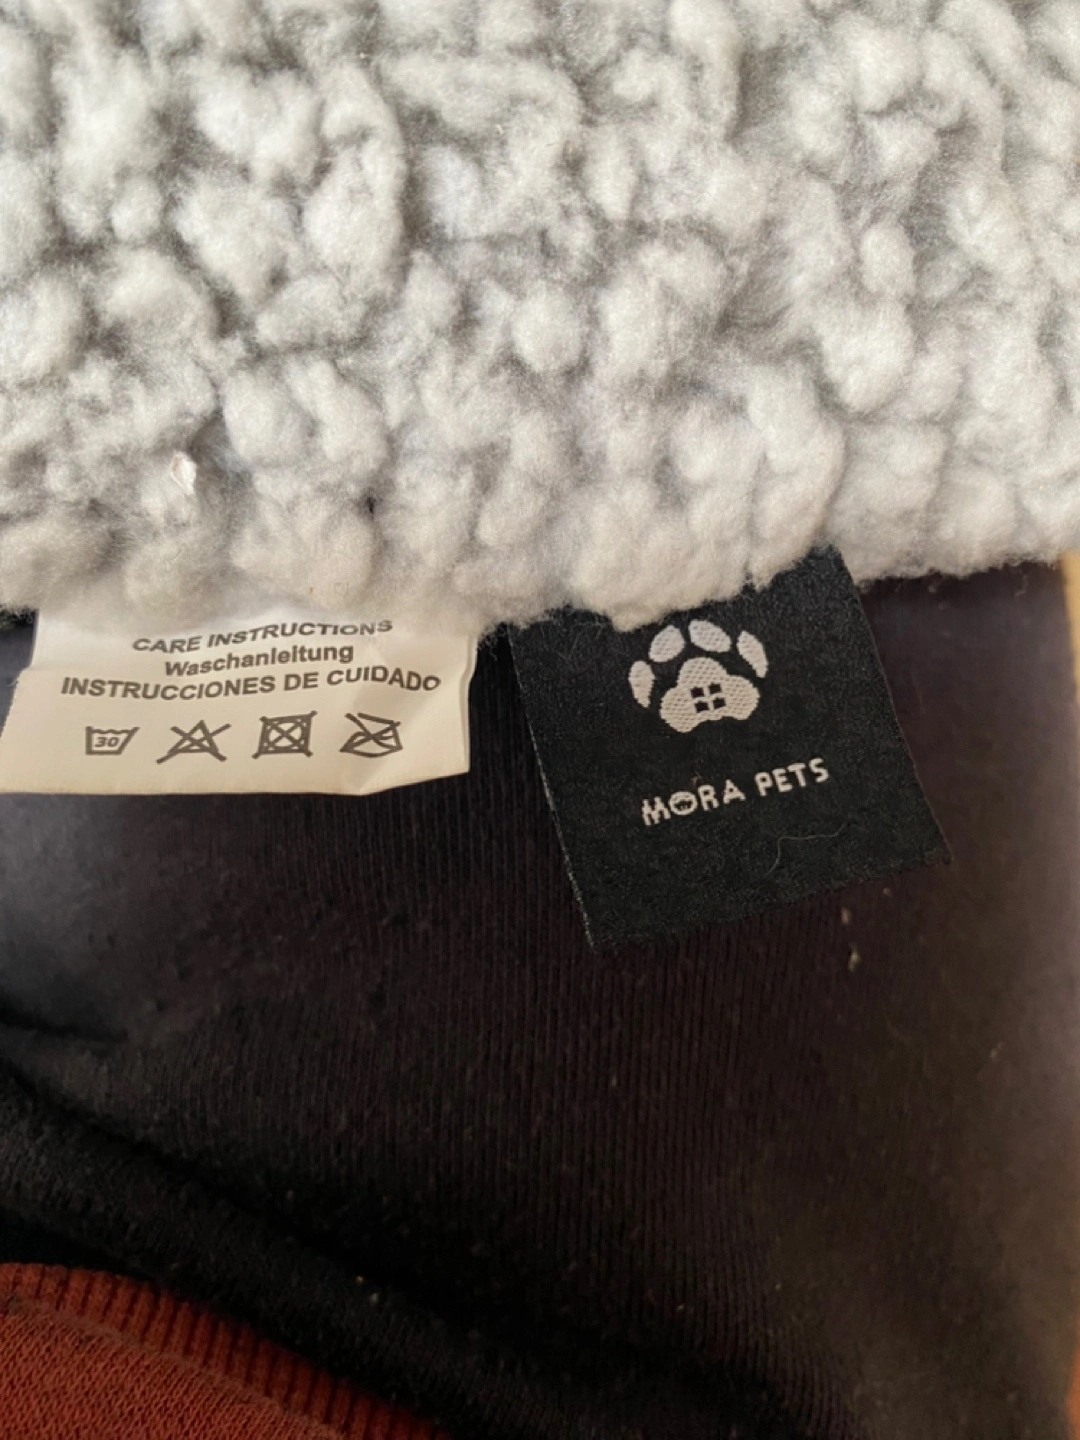 CARE INSTRUCTIONS
Waschanleitung
INSTRUCCIONES DE CUIDADO
30
MORA PETS